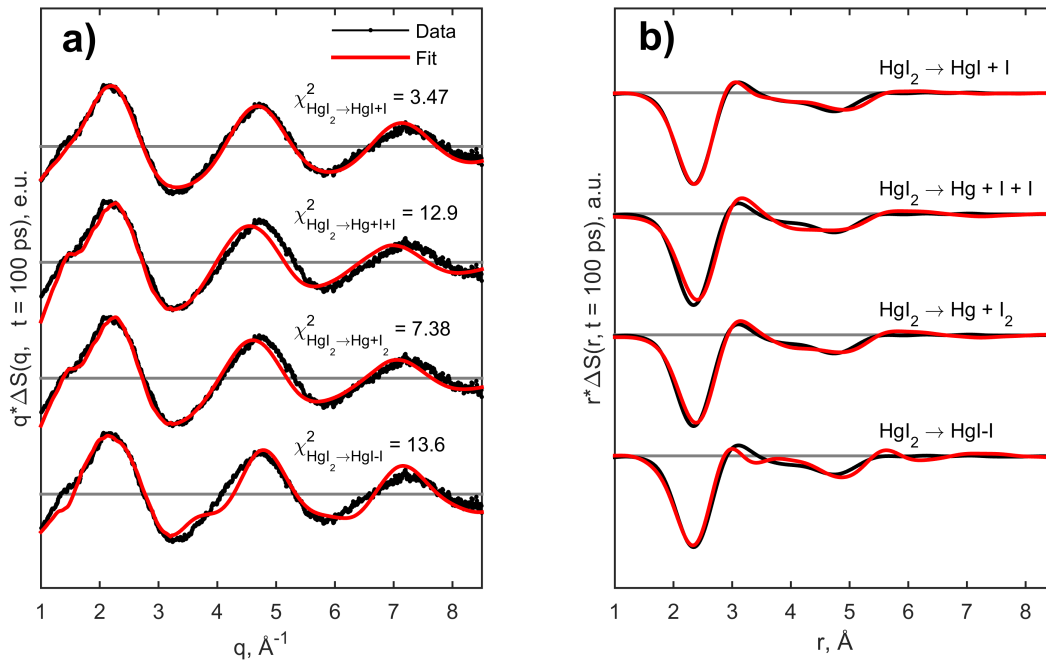 a)
Data
Fit
χ²HgI₂→HgI+I = 3.47
χ²HgI₂→Hg+I+I = 12.9
χ²HgI₂→Hg+I₂ = 7.38
χ²HgI₂→HgI-I = 13.6
q*ΔS(q, t = 100 ps), e.u.
1 2 3 4 5 6 7 8
q, Å⁻¹
b)
HgI₂ → HgI + I
HgI₂ → Hg + I + I
HgI₂ → Hg + I₂
HgI₂ → HgI-I
r*ΔS(r, t = 100 ps), a.u.
1 2 3 4 5 6 7 8
r, Å